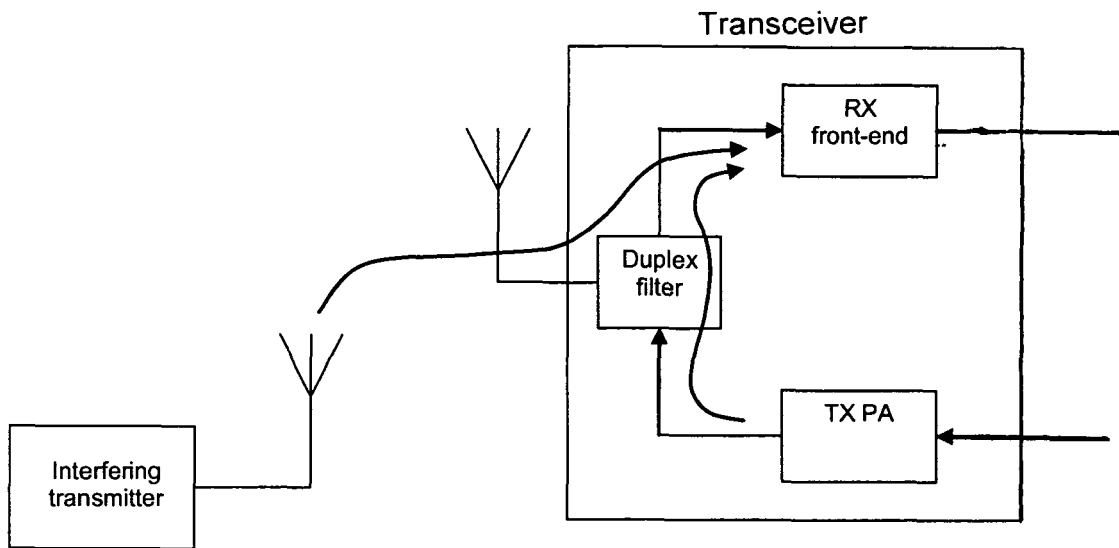 Transceiver
RX
front-end
Duplex
filter
TX PA
Interfering
transmitter